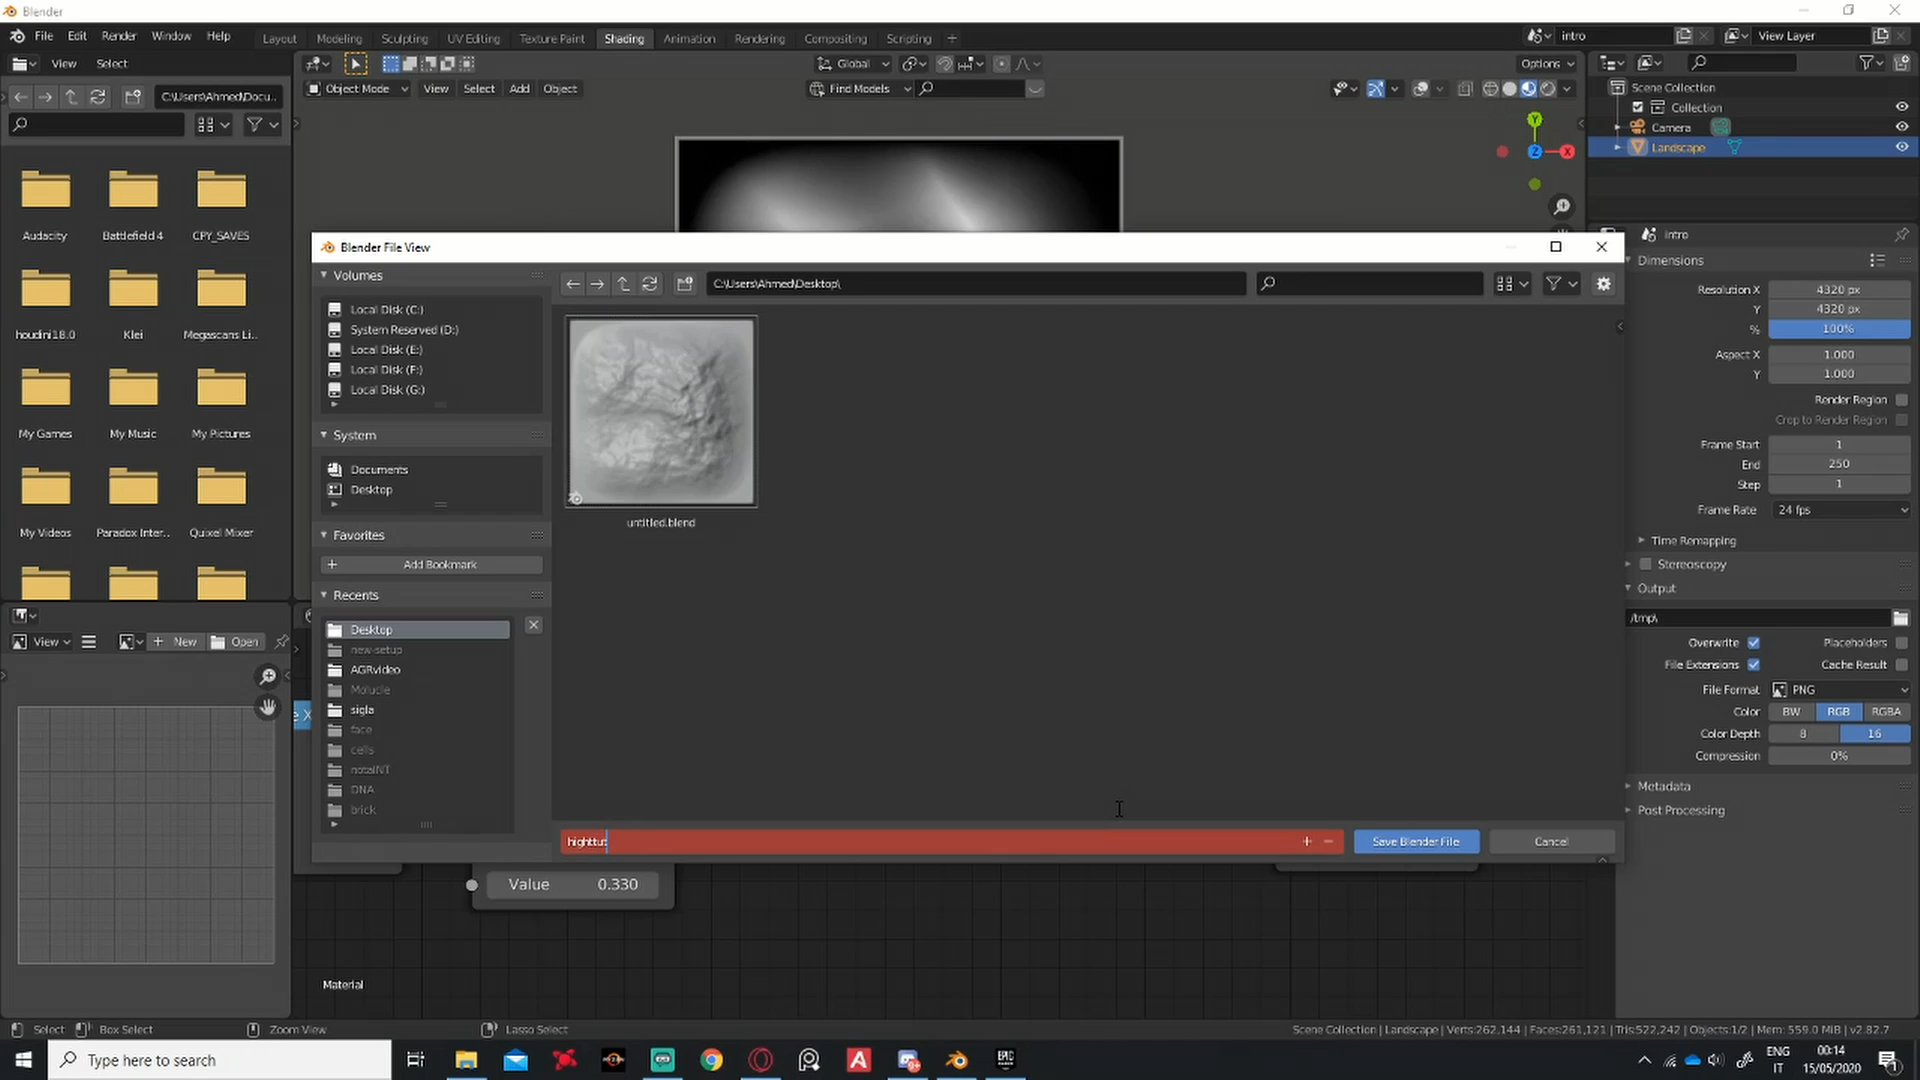 Blender
File Edit Render Window Help
Layout Modeling Sculpting UV Editing Texture Paint Shading Animation Rendering Compositing Scripting +
intro
View Layer
View Select
Global
Options
C:\Users\Ahmed\Docu..
Object Mode View Select Add Object
Find Models
Scene Collection
Collection
Camera
Landscape
Y
Z
X
Audacity Battlefield 4 CPY_SAVES
houdini18.0 Klei Megascans Li..
My Games My Music My Pictures
My Videos Paradox Inter.. Quixel Mixer
Blender File View
Volumes
Local Disk (C:)
System Reserved (D:)
Local Disk (E:)
Local Disk (F:)
Local Disk (G:)
System
Documents
Desktop
Favorites
+ Add Bookmark
Recents
Desktop
new-setup
AGRvideo
Molucle
sigla
face
cells
notaINT
DNA
brick
C:\Users\Ahmed\Desktop\
untitled.blend
highttut
+ −
Save Blender File
Cancel
intro
Dimensions
Resolution X 4320 px
Y 4320 px
% 100%
Aspect X 1.000
Y 1.000
Render Region
Crop to Render Region
Frame Start 1
End 250
Step 1
Frame Rate 24 fps
Time Remapping
Stereoscopy
Output
/tmp\
Overwrite Placeholders
File Extensions Cache Result
File Format PNG
Color BW RGB RGBA
Color Depth 8 16
Compression 0%
Metadata
Post Processing
View + New Open
e X
Value 0.330
Material
Select Box Select Zoom View Lasso Select
Scene Collection | Landscape | Verts:262,144 | Faces:261,121 | Tris:522,242 | Objects:1/2 | Mem: 559.0 MiB | v2.82.7
Type here to search
EPIC
ENG
IT
00:14
15/05/2020